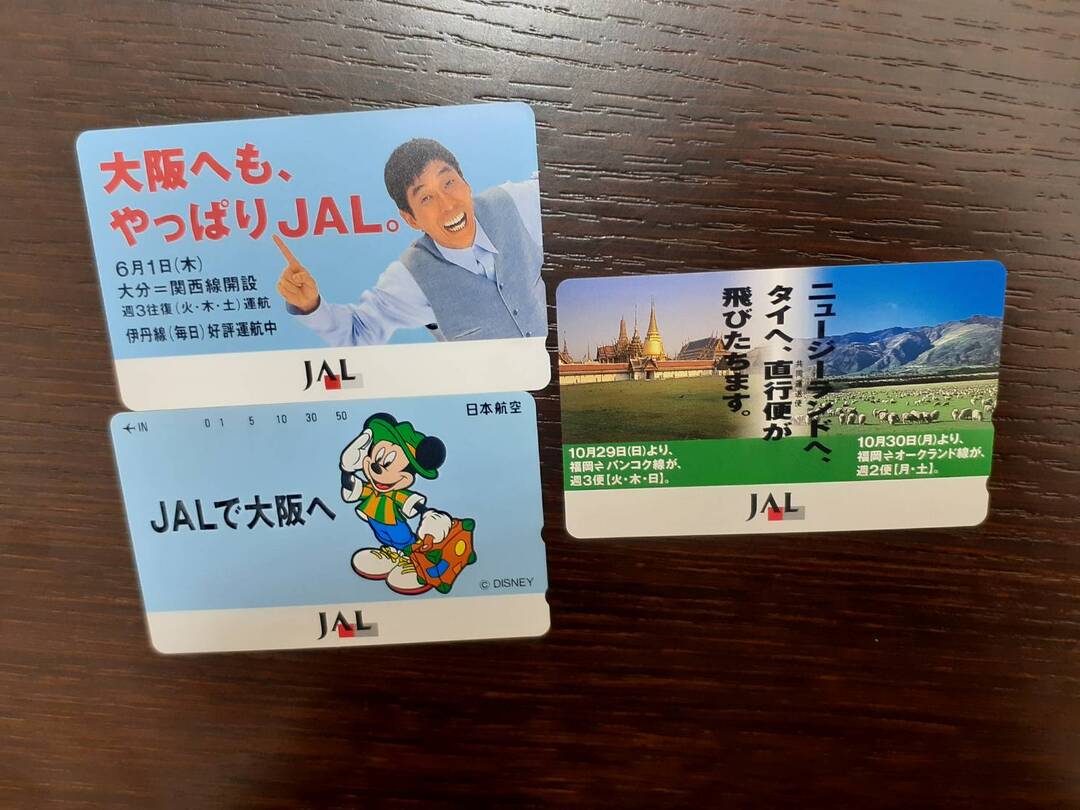 大阪へも、
やっぱりJAL。
6月1日(木)
大分=関西線開設
週3往復(火・木・土)運航
伊丹線(毎日)好評運航中
JAL
IN 0 1 5 10 30 50
日本航空
JALで大阪へ
© DISNEY
JAL
ニュージーランドへ、
タイへ、直行便が
共同運送便
飛びたちます。
10月29日(日)より、
福岡⇌バンコク線が、
週3便【火・木・日】。
10月30日(月)より、
福岡⇌オークランド線が、
週2便【月・土】。
JAL